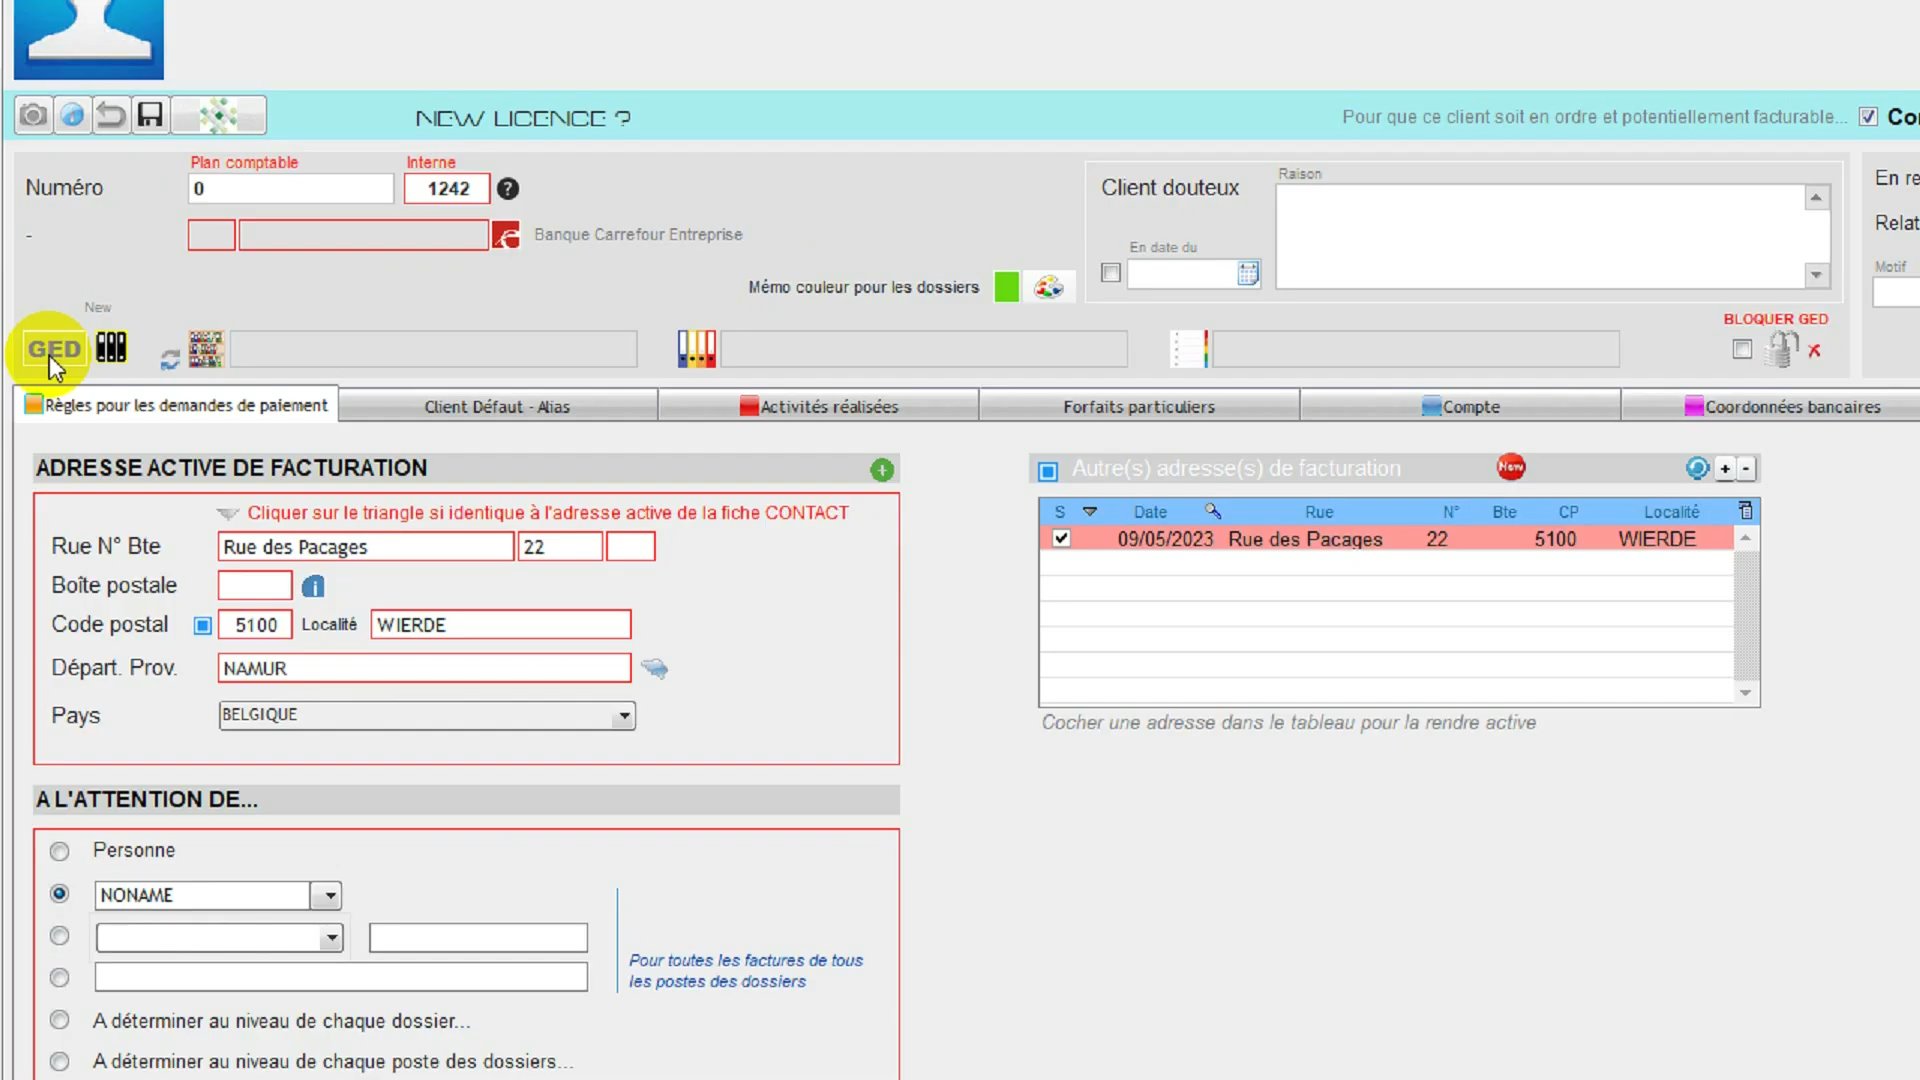 NEW LICENCE ?
Pour que ce client soit en ordre et potentiellement facturable...
Plan comptable
Interne
Numéro
0
1242
?
-
Banque Carrefour Entreprise
Mémo couleur pour les dossiers
Client douteux
Raison
En date du
En re
Relat
Motif
New
GED
BLOQUER GED
Règles pour les demandes de paiement
Client Défaut - Alias
Activités réalisées
Forfaits particuliers
Compte
Coordonnées bancaires
ADRESSE ACTIVE DE FACTURATION
Cliquer sur le triangle si identique à l'adresse active de la fiche CONTACT
Rue N° Bte
Rue des Pacages
22
Boîte postale
Code postal
5100
Localité
WIERDE
Départ. Prov.
NAMUR
Pays
BELGIQUE
Autre(s) adresse(s) de facturation
New
+
-
S Date Rue N° Bte CP Localité
09/05/2023 Rue des Pacages 22 5100 WIERDE
Cocher une adresse dans le tableau pour la rendre active
A L'ATTENTION DE...
Personne
NONAME
Pour toutes les factures de tous
les postes des dossiers
A déterminer au niveau de chaque dossier...
A déterminer au niveau de chaque poste des dossiers...